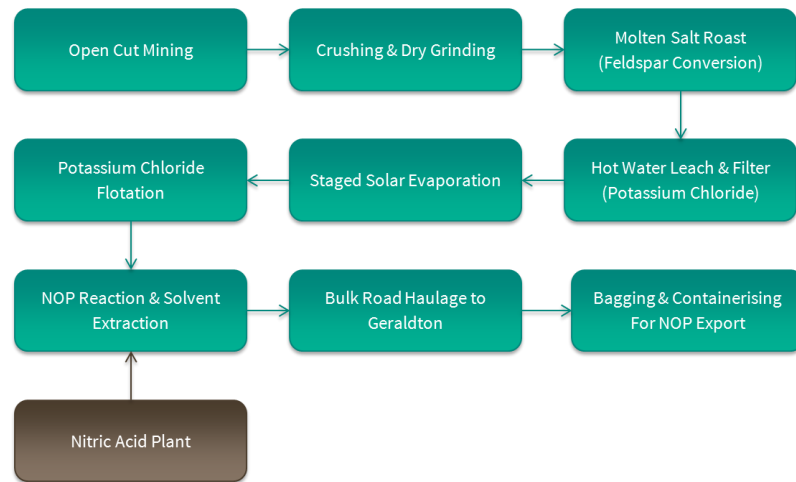 Open Cut Mining
Crushing & Dry Grinding
Molten Salt Roast
(Feldspar Conversion)
Potassium Chloride
Flotation
Staged Solar Evaporation
Hot Water Leach & Filter
(Potassium Chloride)
NOP Reaction & Solvent
Extraction
Bulk Road Haulage to
Geraldton
Bagging & Containerising
For NOP Export
Nitric Acid Plant